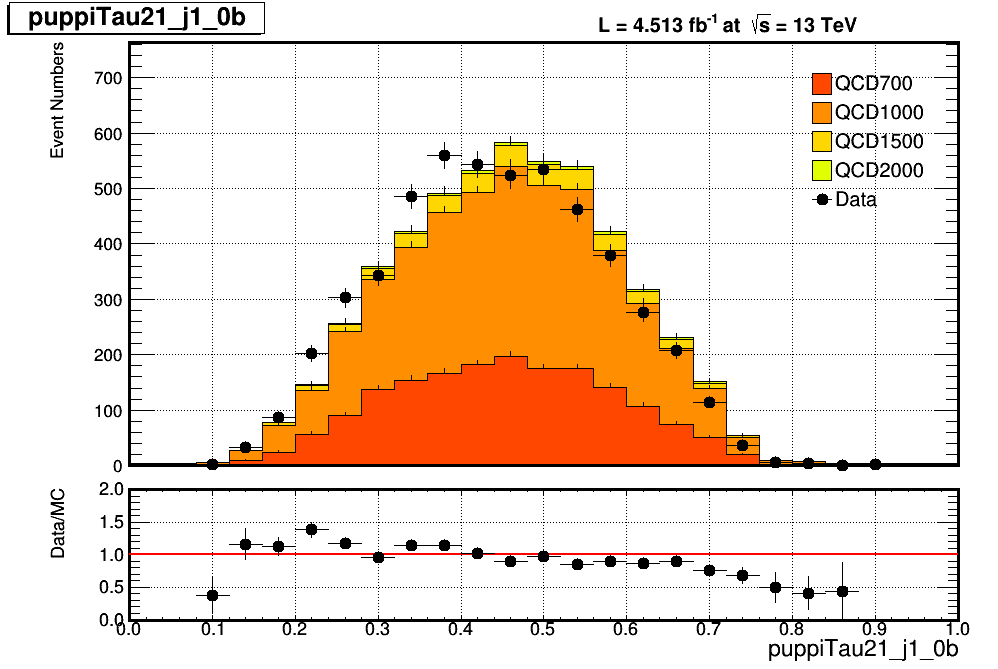 puppiTau21_j1_0b
L = 4.513 fb⁻¹ at √s = 13 TeV
Event Numbers
700
600
500
400
300
200
100
0
QCD700
QCD1000
QCD1500
QCD2000
Data
Data/MC
2.0
1.5
1.0
0.5
0.0
0.0 0.1 0.2 0.3 0.4 0.5 0.6 0.7 0.8 0.9 1.0
puppiTau21_j1_0b